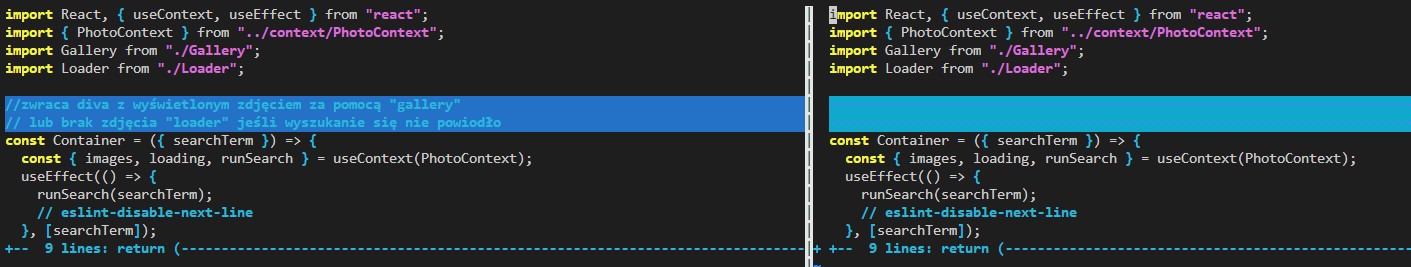 import React, { useContext, useEffect } from "react";
import { PhotoContext } from "../context/PhotoContext";
import Gallery from "./Gallery";
import Loader from "./Loader";
//zwraca diva z wyświetlonym zdjęciem za pomocą "gallery"
// lub brak zdjęcia "loader" jeśli wyszukanie się nie powiodło
const Container = ({ searchTerm }) => {
  const { images, loading, runSearch } = useContext(PhotoContext);
  useEffect(() => {
    runSearch(searchTerm);
    // eslint-disable-next-line
  }, [searchTerm]);
+--  9 lines: return (------------------------------------------------------------------------------
import React, { useContext, useEffect } from "react";
import { PhotoContext } from "../context/PhotoContext";
import Gallery from "./Gallery";
import Loader from "./Loader";
const Container = ({ searchTerm }) => {
  const { images, loading, runSearch } = useContext(PhotoContext);
  useEffect(() => {
    runSearch(searchTerm);
    // eslint-disable-next-line
  }, [searchTerm]);
+ +--  9 lines: return (---------------------------------------------------
~